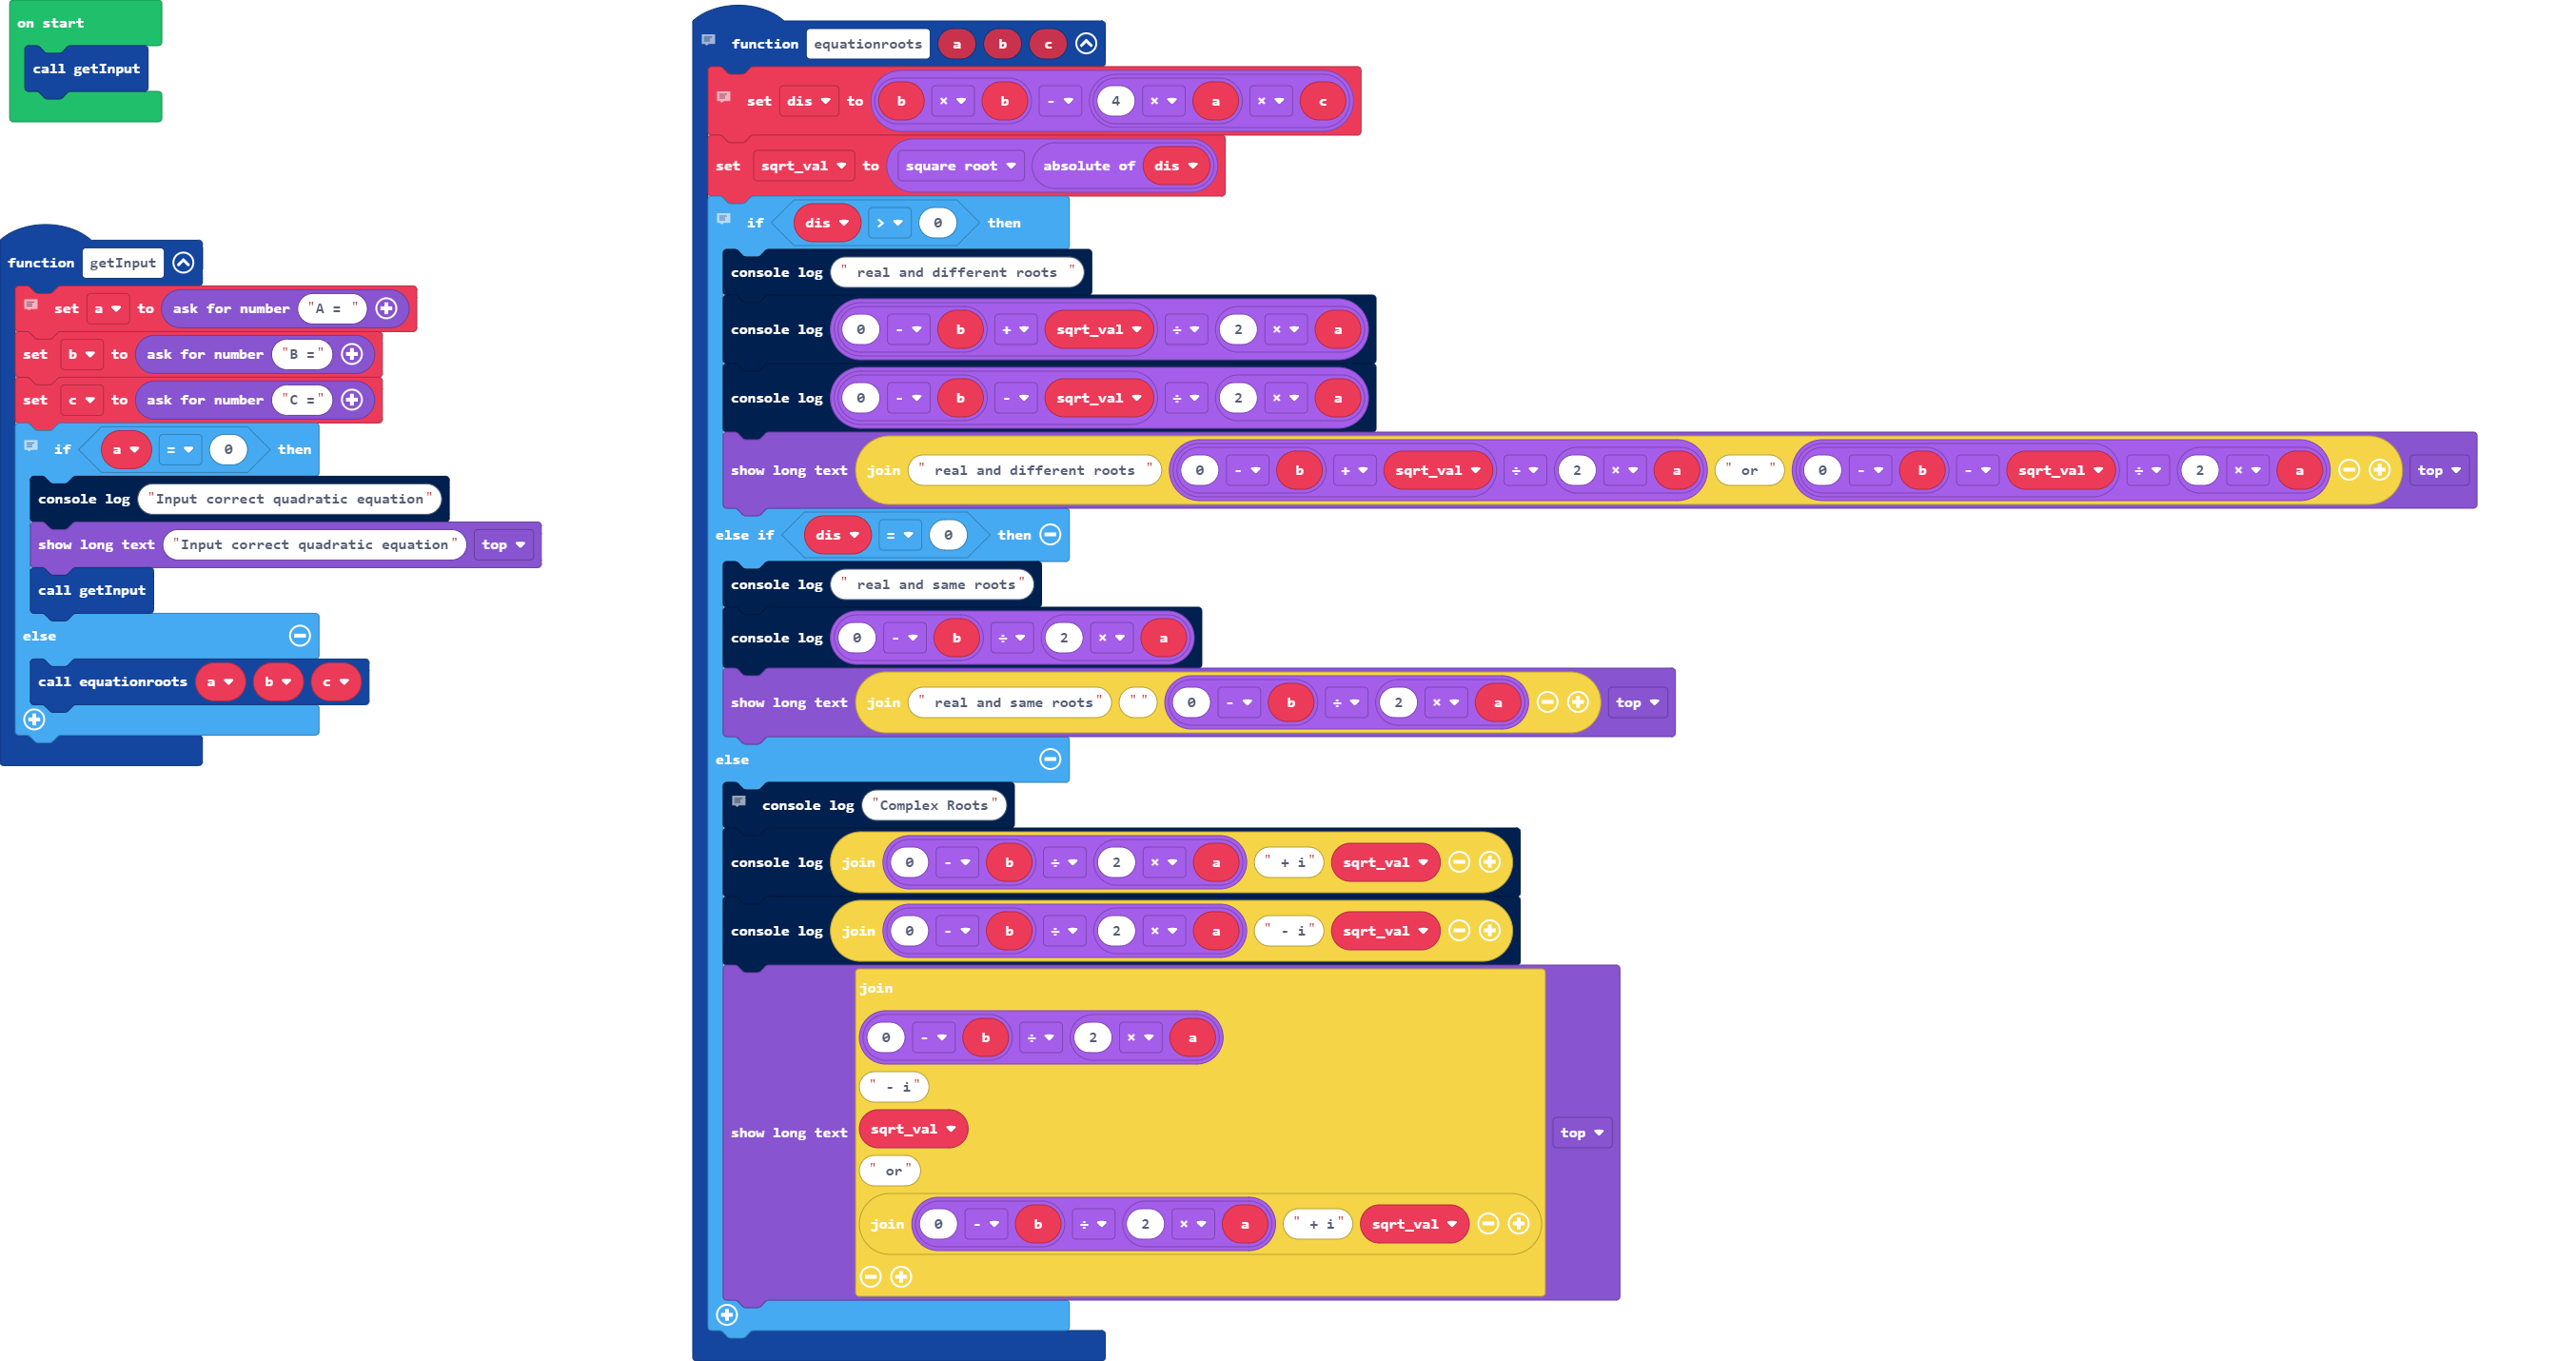 on start
call getInput
function getInput
set a to ask for number "A = "
set b to ask for number "B ="
set c to ask for number "C ="
if a = 0 then
console log "Input correct quadratic equation"
show long text "Input correct quadratic equation" top
call getInput
else
call equationroots a b c
function equationroots a b c
set dis to b × b - 4 × a × c
set sqrt_val to square root absolute of dis
if dis > 0 then
console log " real and different roots "
console log 0 - b + sqrt_val ÷ 2 × a
console log 0 - b - sqrt_val ÷ 2 × a
show long text join " real and different roots " 0 - b + sqrt_val ÷ 2 × a " or " 0 - b - sqrt_val ÷ 2 × a top
else if dis = 0 then
console log " real and same roots"
console log 0 - b ÷ 2 × a
show long text join " real and same roots" " " 0 - b ÷ 2 × a top
else
console log "Complex Roots"
console log join 0 - b ÷ 2 × a " + i" sqrt_val
console log join 0 - b ÷ 2 × a " - i" sqrt_val
join
0 - b ÷ 2 × a
" - i"
show long text sqrt_val top
" or"
join 0 - b ÷ 2 × a " + i" sqrt_val